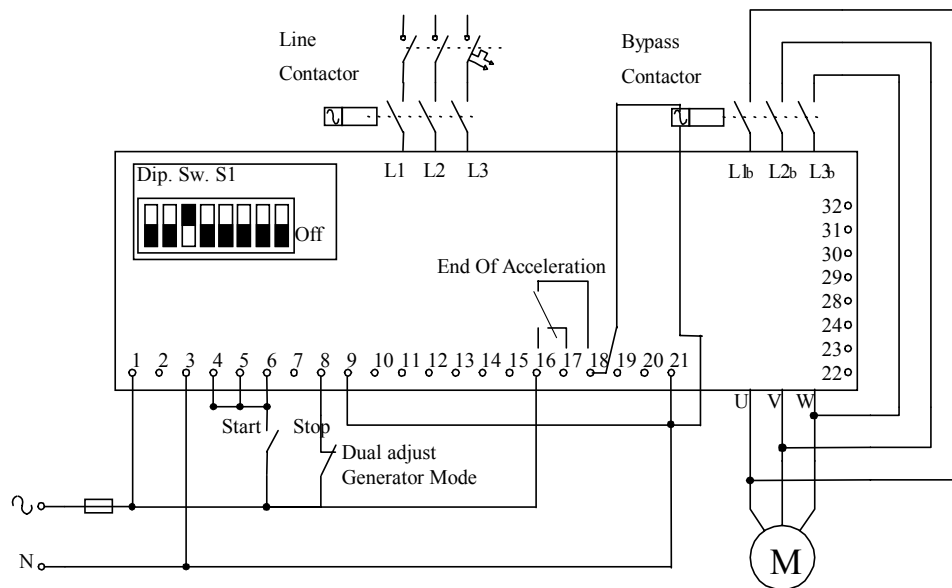 Line
Contactor
Bypass
Contactor
L1 L2 L3
L1b L2b L3b
Dip. Sw. S1
Off
32
31
30
29
28
24
23
22
End Of Acceleration
1 2 3 4 5 6 7 8 9 10 11 12 13 14 15 16 17 18 19 20 21
U V W
Start Stop
Dual adjust
Generator Mode
N
M